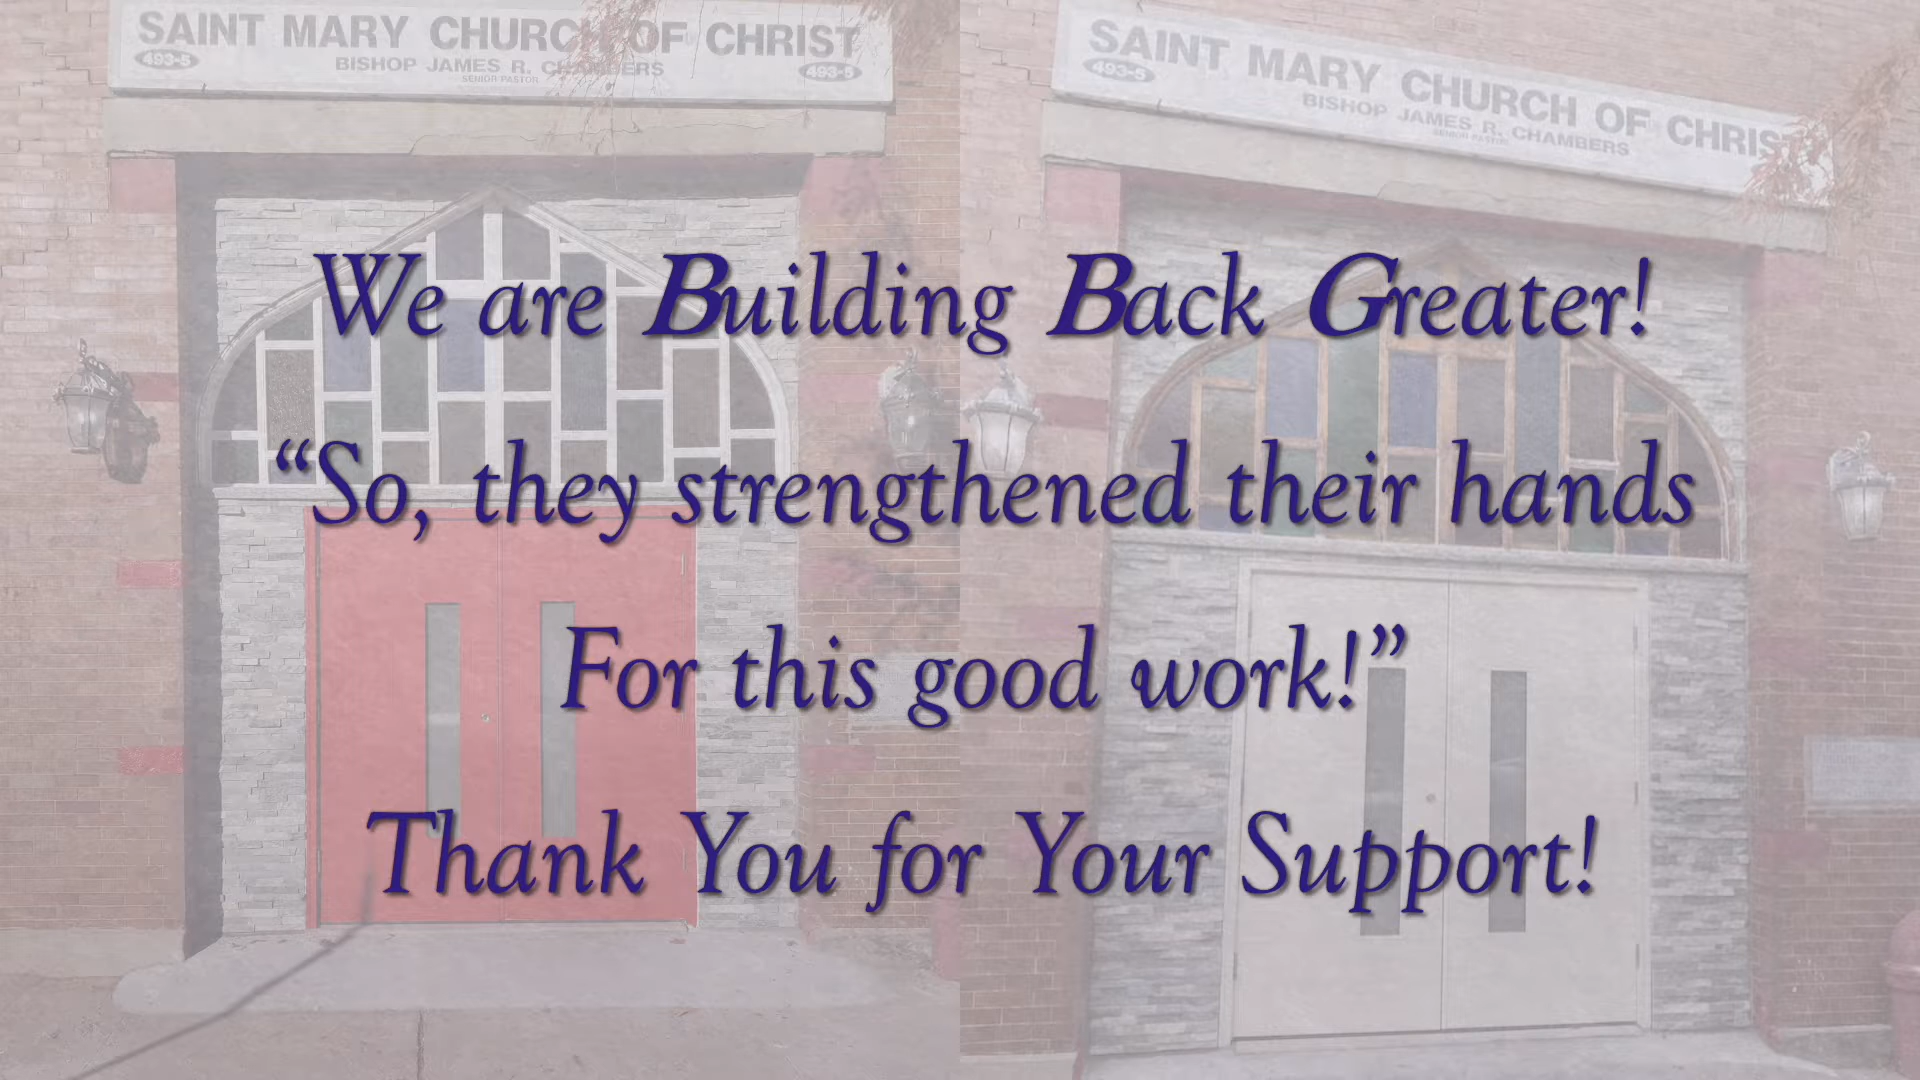 SAINT MARY CHURCH OF CHRIST
493-5
BISHOP JAMES R. CHAMBERS
493-5
SENIOR PASTOR
SAINT MARY CHURCH OF CHRIST
493-5
BISHOP JAMES R. CHAMBERS
SENIOR PASTOR
We are Building Back Greater!
“So, they strengthened their hands
For this good work!”
Thank You for Your Support!